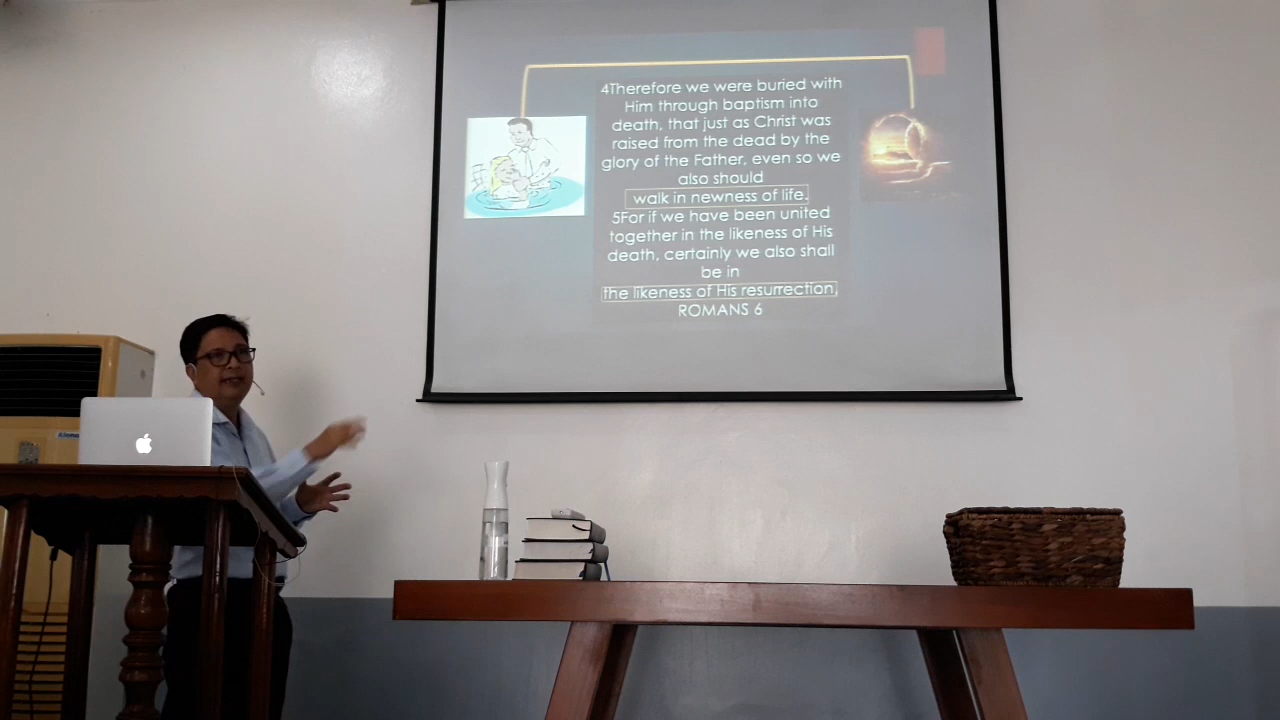 4Therefore we were buried with
Him through baptism into
death, that just as Christ was
raised from the dead by the
glory of the Father, even so we
also should
walk in newness of life.
5For if we have been united
together in the likeness of His
death, certainly we also shall
be in
the likeness of His resurrection,
ROMANS 6